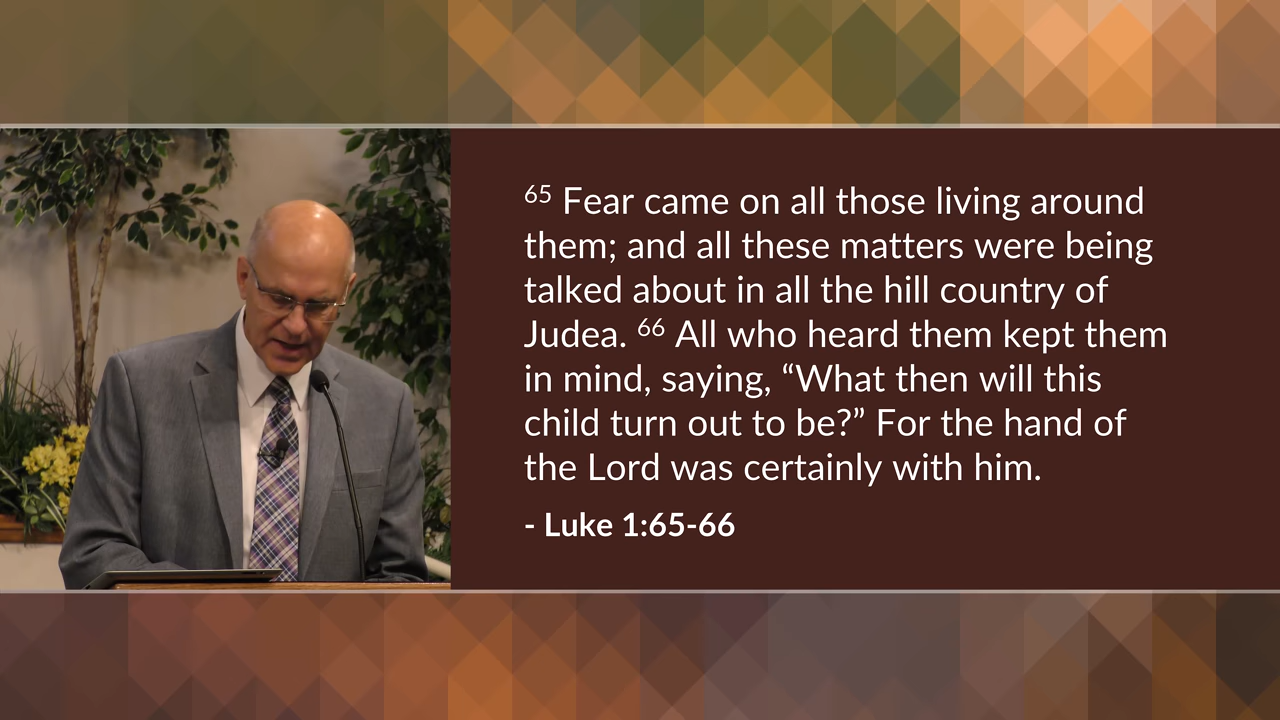 ⁶⁵ Fear came on all those living around
them; and all these matters were being
talked about in all the hill country of
Judea. ⁶⁶ All who heard them kept them
in mind, saying, “What then will this
child turn out to be?” For the hand of
the Lord was certainly with him.
- Luke 1:65-66